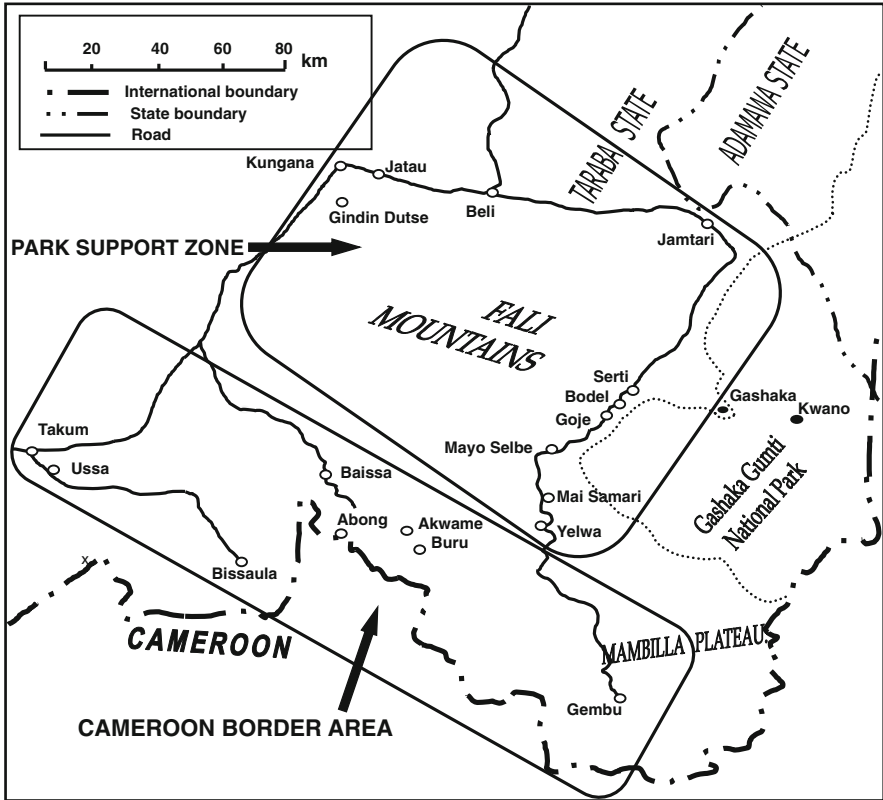 20 40 60 80
km
International boundary
State boundary
Road
TARABA STATE
ADAMAWA STATE
Kungana
Jatau
Gindin Dutse
Beli
Jamtari
PARK SUPPORT ZONE
FALI
MOUNTAINS
Serti
Bodel
Goje
Gashaka
Kwano
Takum
Ussa
Mayo Selbe
Baissa
Mai Samari
Gashaka Gumti
National Park
Abong
Akwame
Buru
Yelwa
x
Bissaula
CAMEROON
MAMBILLA PLATEAU
Gembu
CAMEROON BORDER AREA